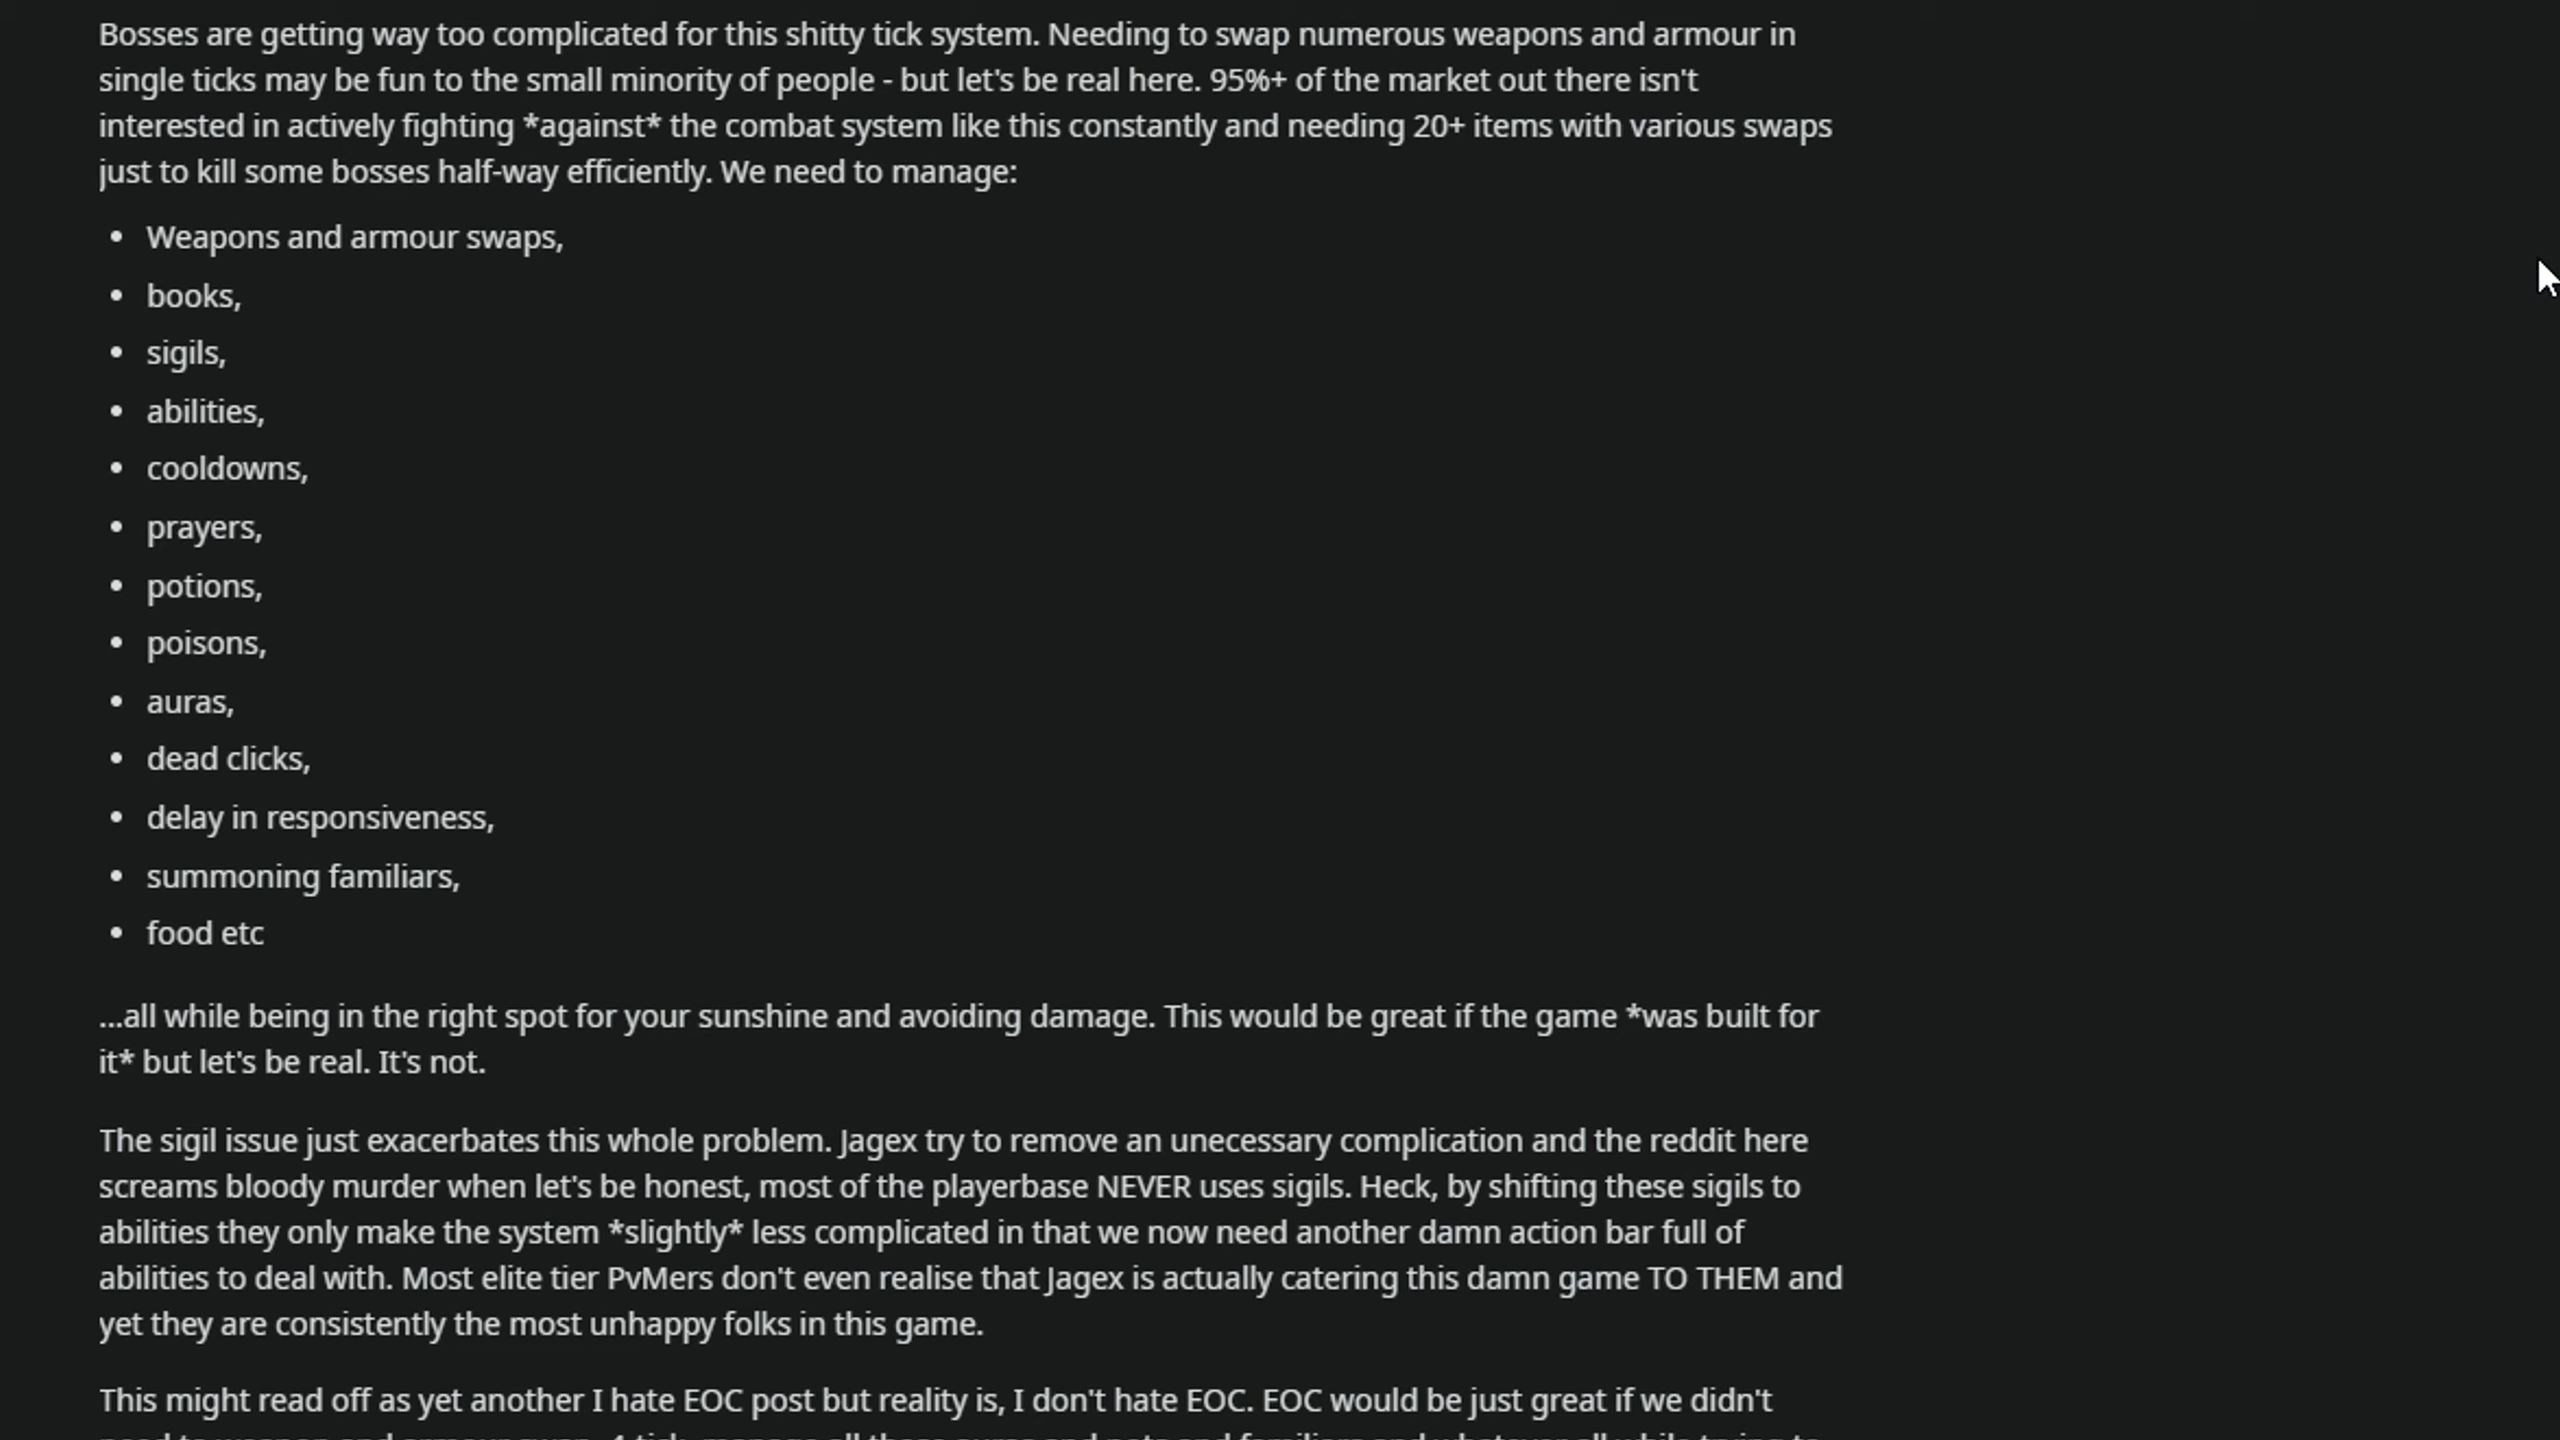 Bosses are getting way too complicated for this shitty tick system. Needing to swap numerous weapons and armour in
single ticks may be fun to the small minority of people - but let's be real here. 95%+ of the market out there isn't
interested in actively fighting *against* the combat system like this constantly and needing 20+ items with various swaps
just to kill some bosses half-way efficiently. We need to manage:
• Weapons and armour swaps,
• books,
• sigils,
• abilities,
• cooldowns,
• prayers,
• potions,
• poisons,
• auras,
• dead clicks,
• delay in responsiveness,
• summoning familiars,
• food etc
...all while being in the right spot for your sunshine and avoiding damage. This would be great if the game *was built for
it* but let's be real. It's not.
The sigil issue just exacerbates this whole problem. Jagex try to remove an unecessary complication and the reddit here
screams bloody murder when let's be honest, most of the playerbase NEVER uses sigils. Heck, by shifting these sigils to
abilities they only make the system *slightly* less complicated in that we now need another damn action bar full of
abilities to deal with. Most elite tier PvMers don't even realise that Jagex is actually catering this damn game TO THEM and
yet they are consistently the most unhappy folks in this game.
This might read off as yet another I hate EOC post but reality is, I don't hate EOC. EOC would be just great if we didn't